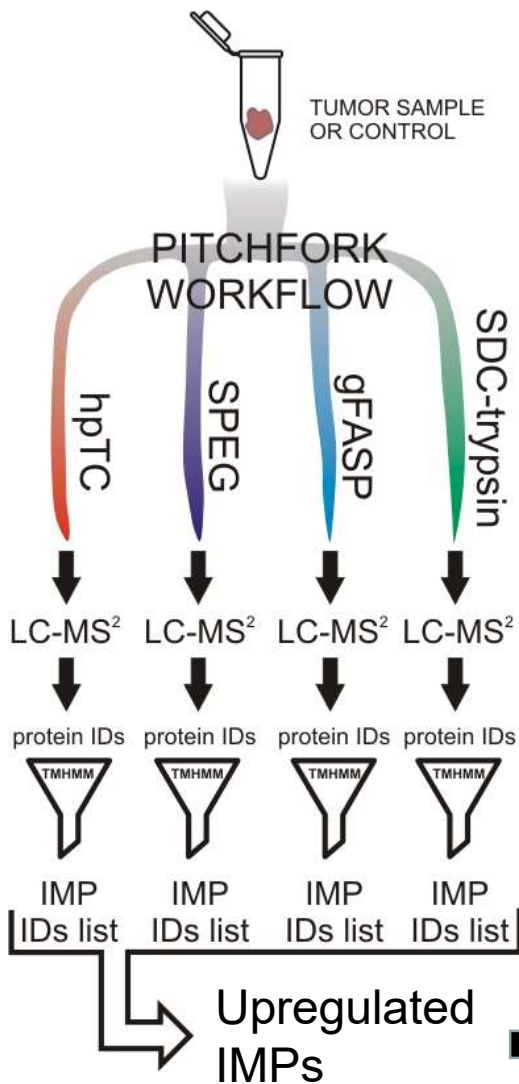 TUMOR SAMPLE
OR CONTROL
PITCHFORK
WORKFLOW
hpTC
SPEG
gFASP
SDC-trypsin
LC-MS² LC-MS² LC-MS² LC-MS²
protein IDs protein IDs protein IDs protein IDs
TMHMM TMHMM TMHMM TMHMM
IMP IMP IMP IMP
IDs list IDs list IDs list IDs list
Upregulated
IMPs